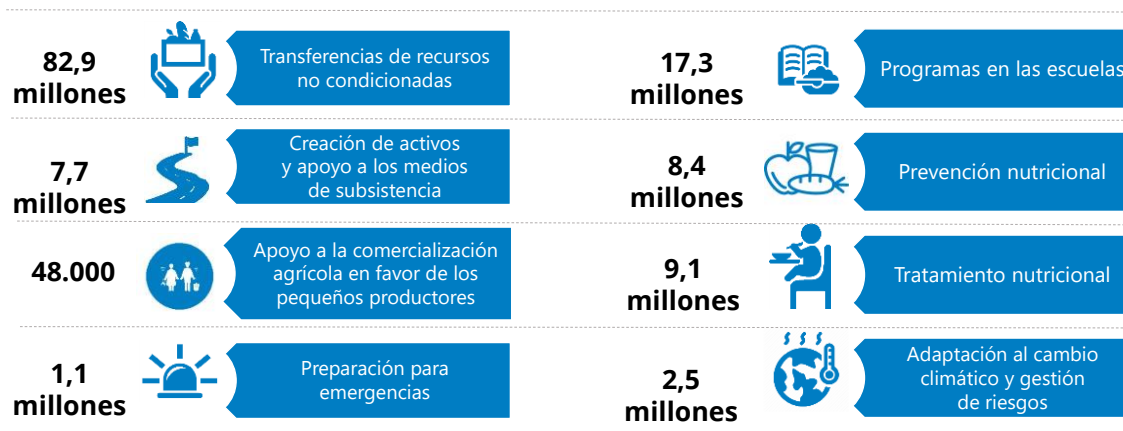 82,9
millones
Transferencias de recursos
no condicionadas
17,3
millones
Programas en las escuelas
7,7
millones
Creación de activos
y apoyo a los medios
de subsistencia
8,4
millones
Prevención nutricional
48.000
Apoyo a la comercialización
agrícola en favor de los
pequeños productores
9,1
millones
Tratamiento nutricional
1,1
millones
Preparación para
emergencias
2,5
millones
Adaptación al cambio
climático y gestión
de riesgos